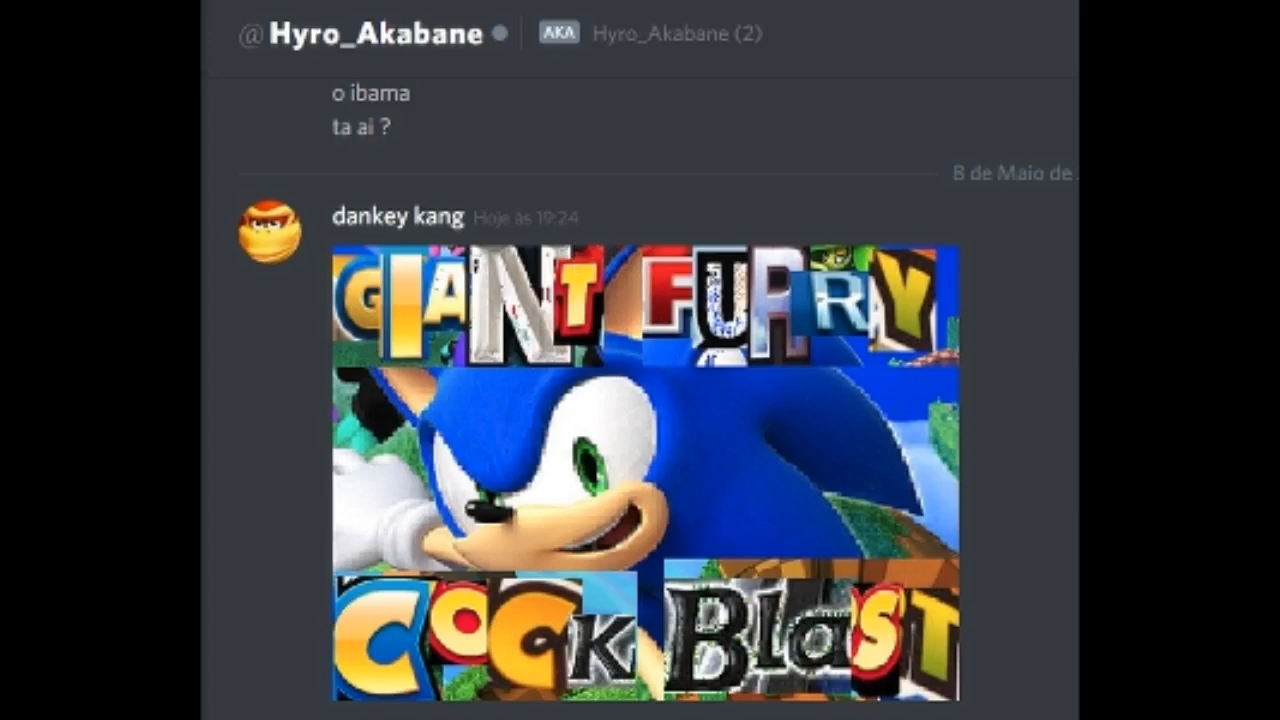 @ Hyro_Akabane AKA Hyro_Akabane (2)
o ibama
ta ai ?
8 de Maio de
dankey kang Hoje às 19:24
GIANT FURRY
COCK BlaST